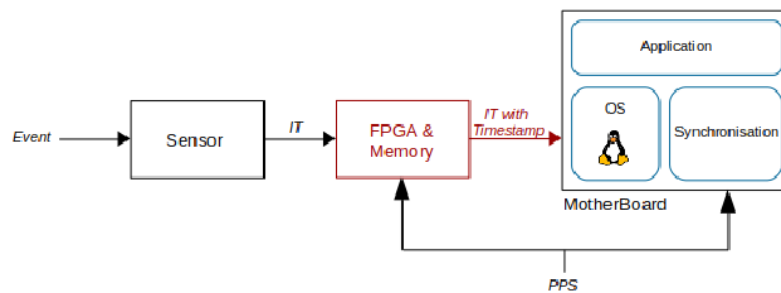 Event
Sensor
IT
FPGA &
Memory
IT with
Timestamp
Application
OS
Synchronisation
MotherBoard
PPS